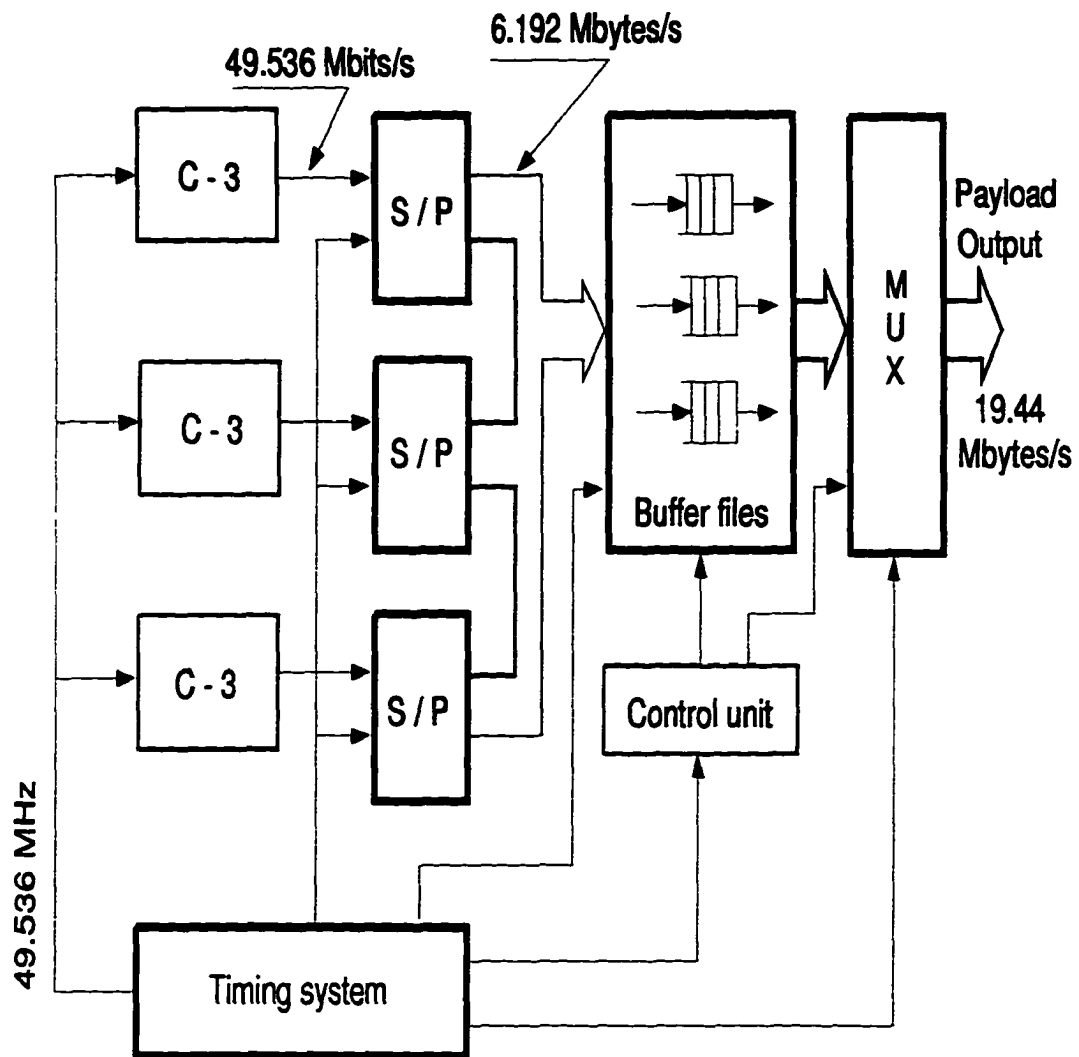 6.192 Mbytes/s
49.536 Mbits/s
C - 3
S / P
Payload
Output
M
U
X
19.44
Mbytes/s
C - 3
S / P
Buffer files
C - 3
S / P
Control unit
49.536 MHz
Timing system